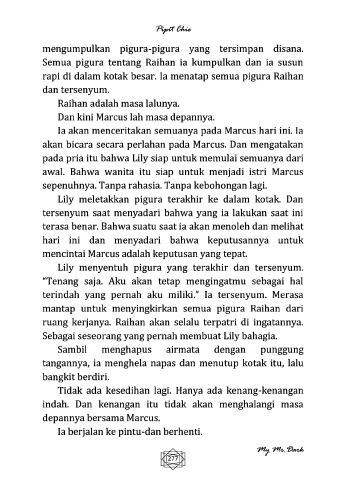 Pipit Chie
mengumpulkan pigura-pigura yang tersimpan disana.
Semua pigura tentang Raihan ia kumpulkan dan ia susun
rapi di dalam kotak besar. Ia menatap semua pigura Raihan
dan tersenyum.
Raihan adalah masa lalunya.
Dan kini Marcus lah masa depannya.
Ia akan menceritakan semuanya pada Marcus hari ini. Ia
akan bicara secara perlahan pada Marcus. Dan mengatakan
pada pria itu bahwa Lily siap untuk memulai semuanya dari
awal. Bahwa wanita itu siap untuk menjadi istri Marcus
sepenuhnya. Tanpa rahasia. Tanpa kebohongan lagi.
Lily meletakkan pigura terakhir ke dalam kotak. Dan
tersenyum saat menyadari bahwa yang ia lakukan saat ini
terasa benar. Bahwa suatu saat ia akan menoleh dan melihat
hari ini dan menyadari bahwa keputusannya untuk
mencintai Marcus adalah keputusan yang tepat.
Lily menyentuh pigura yang terakhir dan tersenyum.
"Tenang saja. Aku akan tetap mengingatmu sebagai hal
terindah yang pernah aku miliki." Ia tersenyum. Merasa
mantap untuk menyingkirkan semua pigura Raihan dari
ruang kerjanya. Raihan akan selalu terpatri di ingatannya.
Sebagai seseorang yang pernah membuat Lily bahagia.
Sambil menghapus airmata dengan punggung
tangannya, ia menghela napas dan menutup kotak itu, lalu
bangkit berdiri.
Tidak ada kesedihan lagi. Hanya ada kenang-kenangan
indah. Dan kenangan itu tidak akan menghalangi masa
depannya bersama Marcus.
Ia berjalan ke pintu-dan berhenti.
My Mr. Dark
277